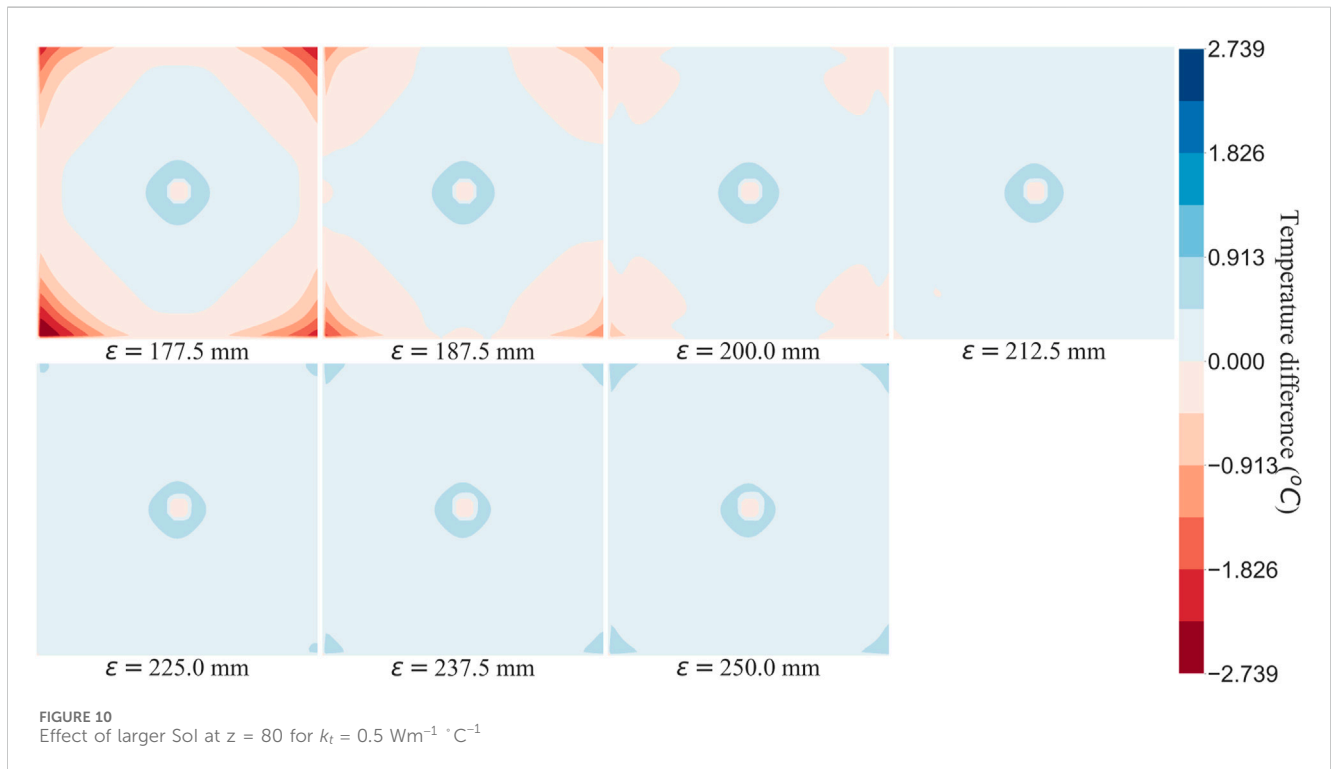 ε = 177.5 mm
ε = 187.5 mm
ε = 200.0 mm
ε = 212.5 mm
ε = 225.0 mm
ε = 237.5 mm
ε = 250.0 mm
2.739
1.826
0.913
0.000
−0.913
−1.826
−2.739
Temperature difference (°C)
FIGURE 10
Effect of larger SoI at z = 80 for kₜ = 0.5 Wm⁻¹ °C⁻¹